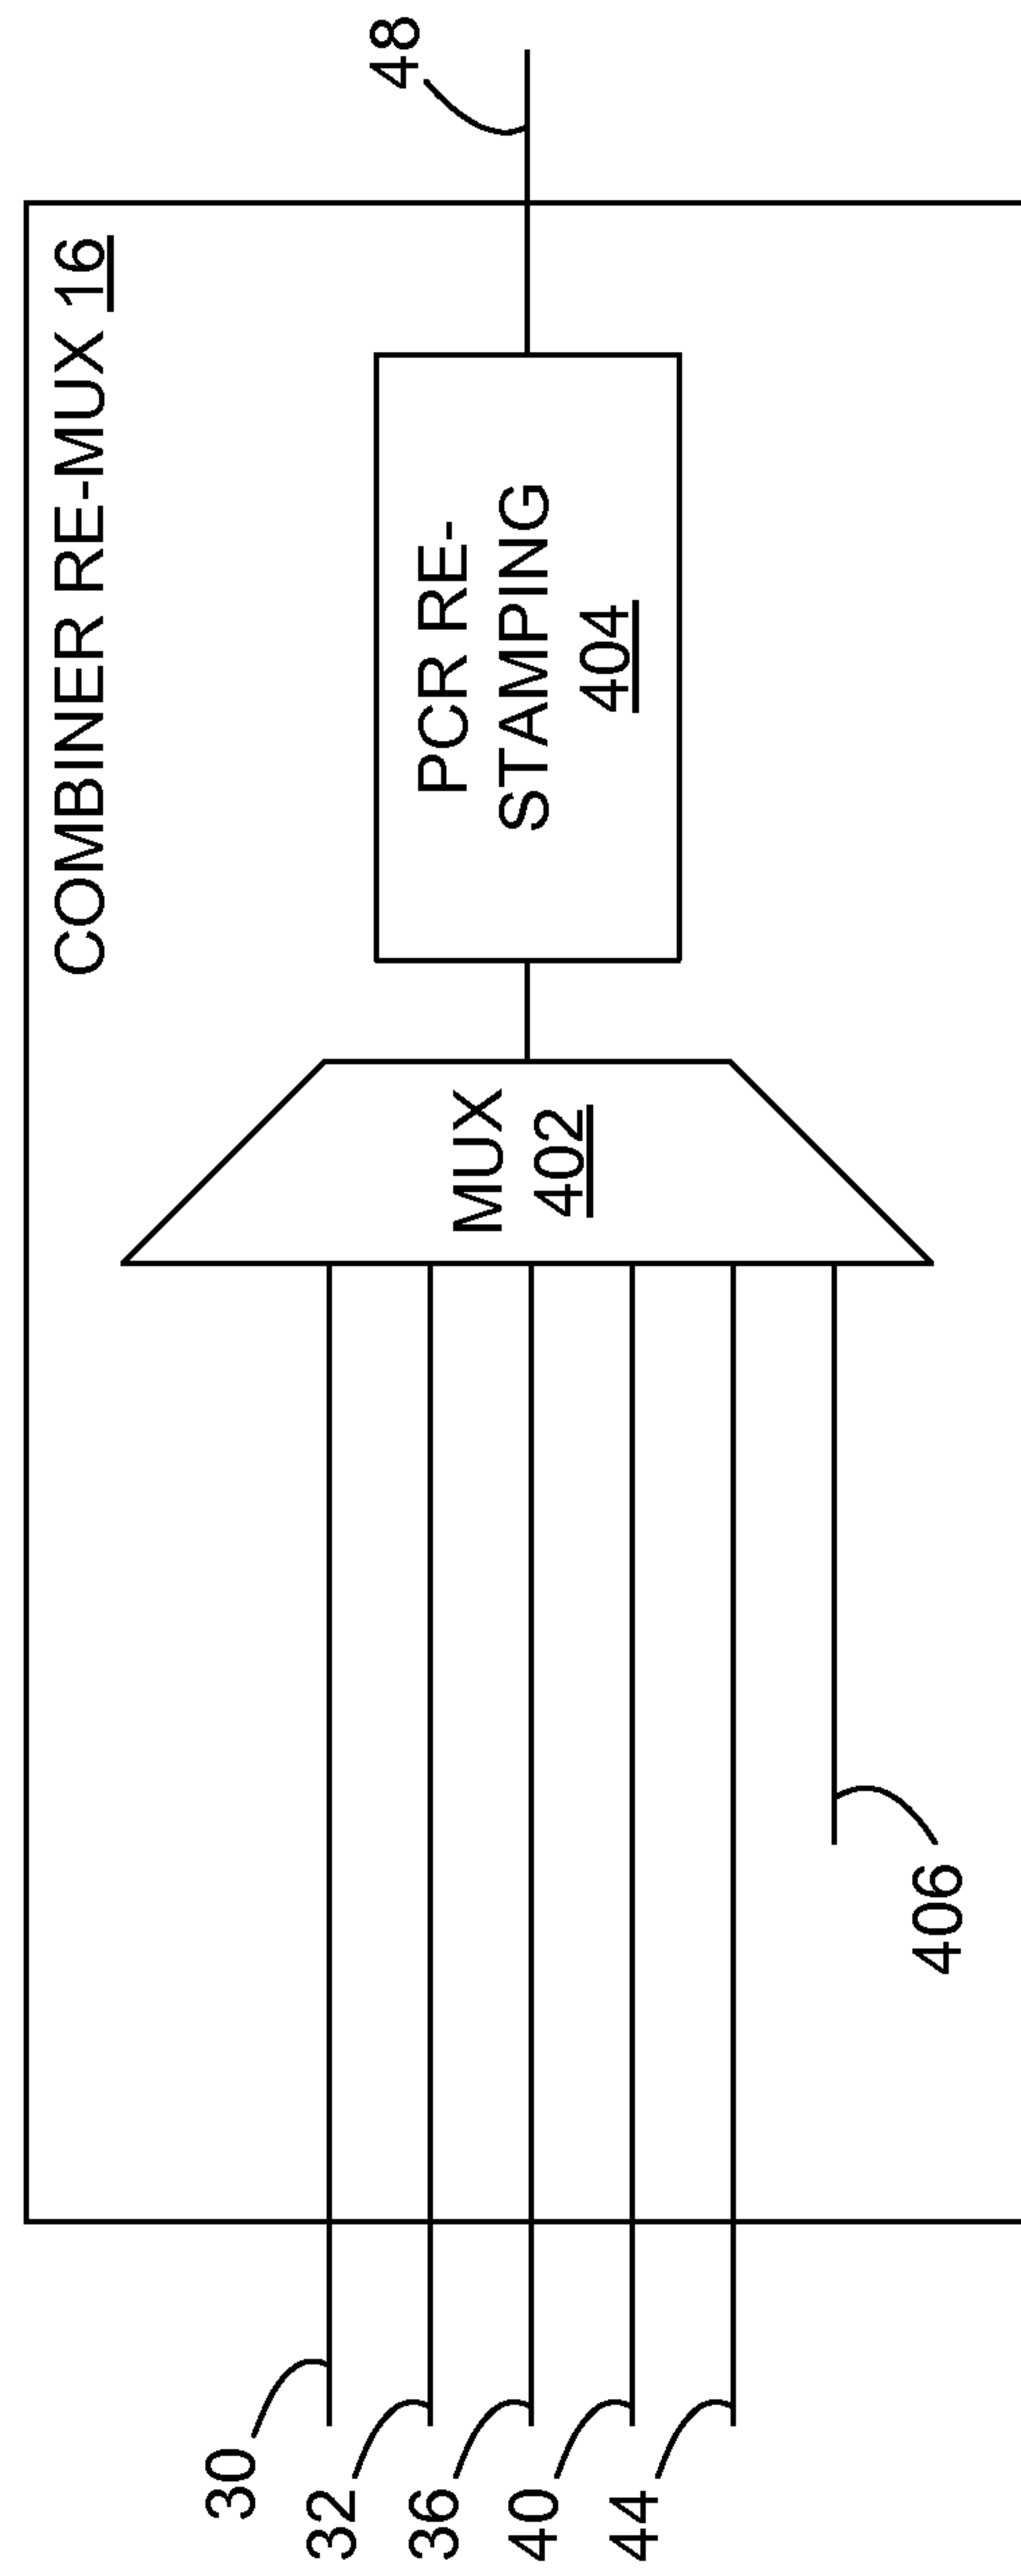 COMBINER RE-MUX 16
30
32
36
40
44
406
MUX
402
PCR RE-
STAMPING
404
48